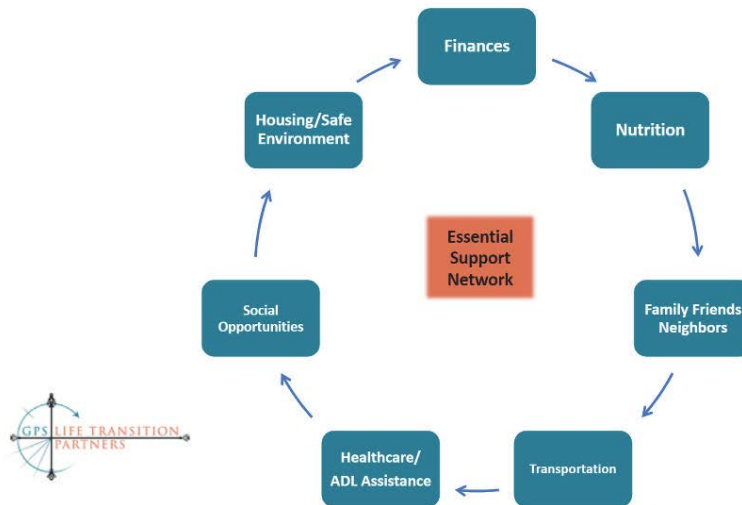 Finances
Nutrition
Family Friends
Neighbors
Transportation
Healthcare/
ADL Assistance
Social
Opportunities
Housing/Safe
Environment
Essential
Support
Network
GPS LIFE TRANSITION
PARTNERS